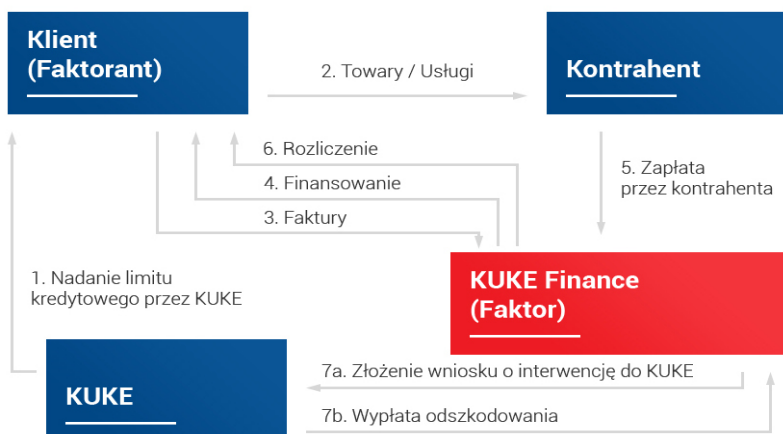 Klient
(Faktorant)
2. Towary / Usługi
Kontrahent
6. Rozliczenie
4. Finansowanie
3. Faktury
5. Zapłata
przez kontrahenta
1. Nadanie limitu
kredytowego przez KUKE
KUKE Finance
(Faktor)
KUKE
7a. Złożenie wniosku o interwencję do KUKE
7b. Wypłata odszkodowania